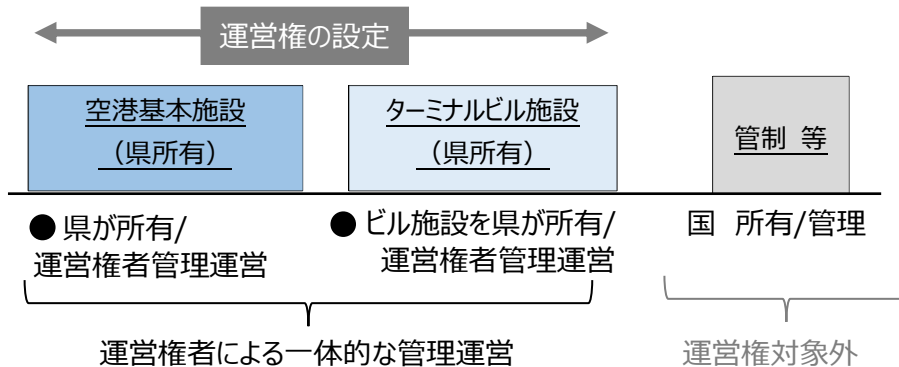 運営権の設定
空港基本施設
（県所有）
ターミナルビル施設
（県所有）
管制 等
● 県が所有/
運営権者管理運営
● ビル施設を県が所有/
運営権者管理運営
国 所有/管理
運営権者による一体的な管理運営
運営権対象外